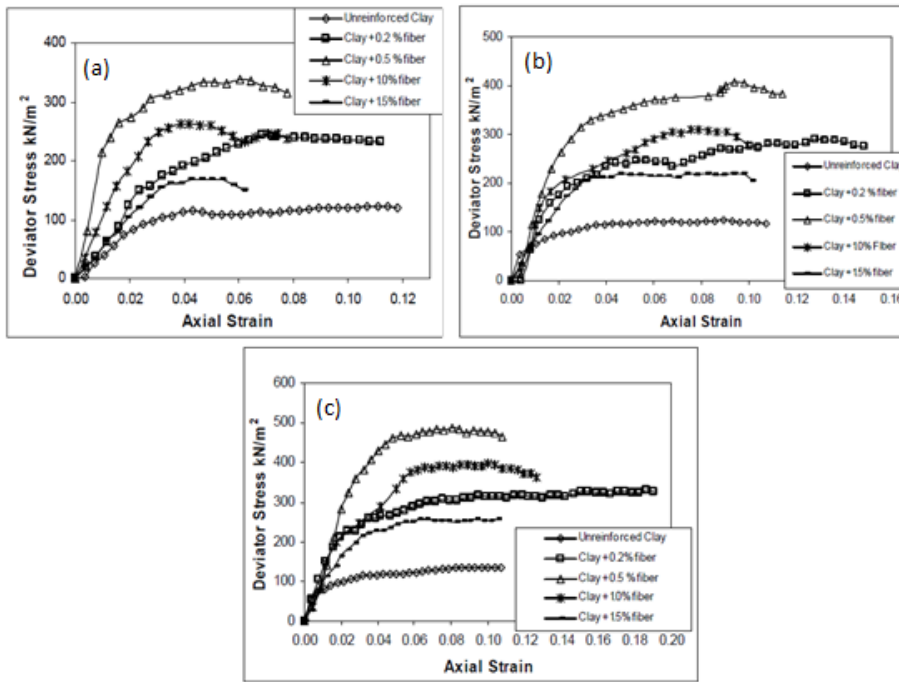 (a)
Deviator Stress kN/m²
400
300
200
100
0
0.00 0.02 0.04 0.06 0.08 0.10 0.12
Axial Strain
Unreinforced Clay
Clay +0.2 %fiber
Clay +0.5 %fiber
Clay +10%fiber
Clay +15%fiber
(b)
Deviator Stress kN/m²
500
400
300
200
100
0
0.00 0.02 0.04 0.06 0.08 0.10 0.12 0.14 0.16
Axial Strain
Unreinforced Clay
Clay +0.2 %fiber
Clay +0.5%fiber
Clay +10%Fiber
Clay +15%fiber
(c)
Deviator Stress kN/m²
600
500
400
300
200
100
0
0.00 0.02 0.04 0.06 0.08 0.10 0.12 0.14 0.16 0.18 0.20
Axial Strain
Unreinforced Clay
Clay +0.2%fiber
Clay +0.5 %fiber
Clay +10%fiber
Clay +15%fiber